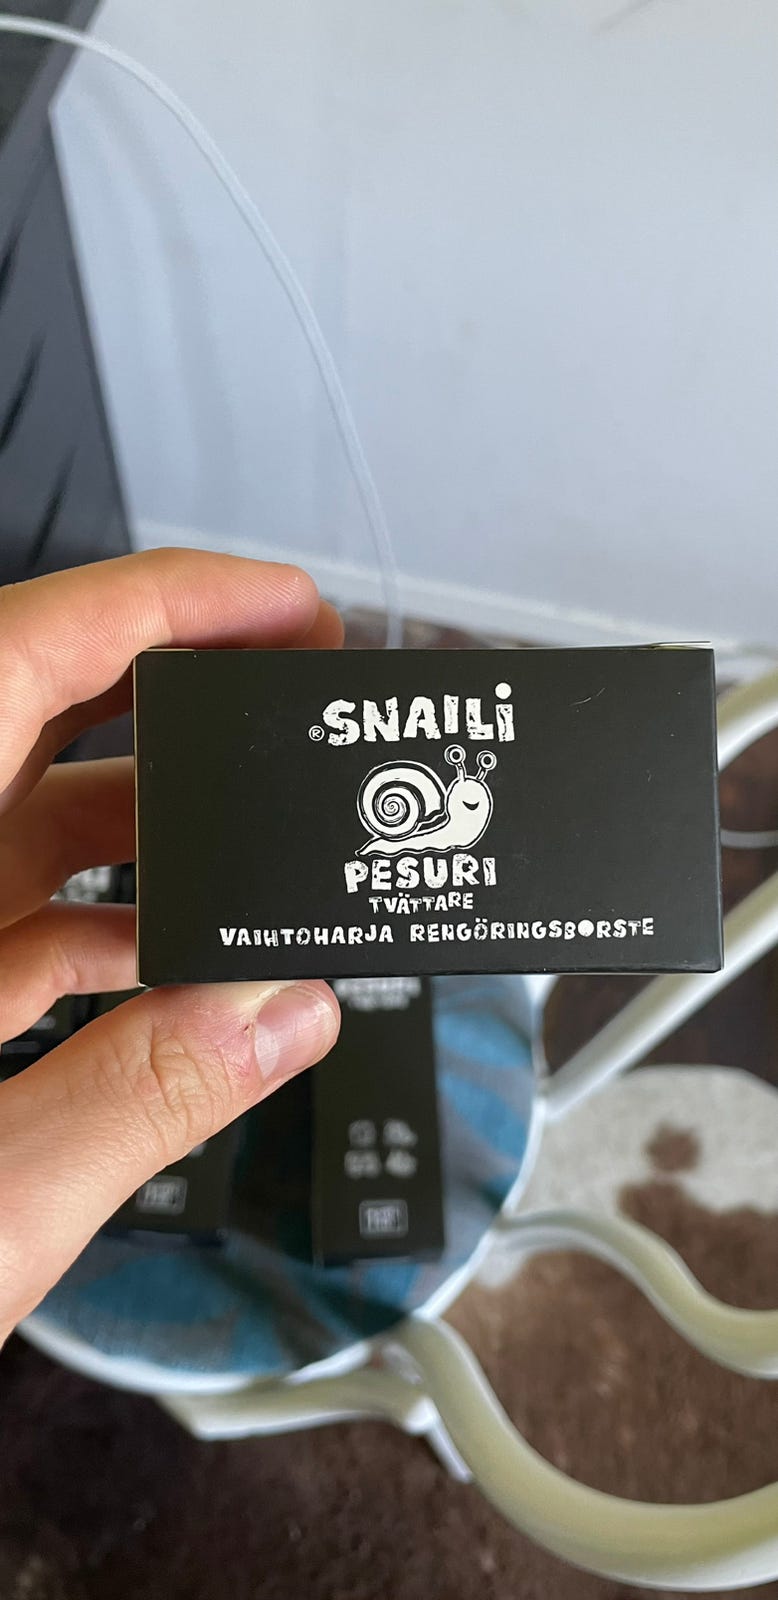 ® SNAILi
PESURI
TVÄTTARE
VAIHTOHARJA RENGÖRINGSBORSTE